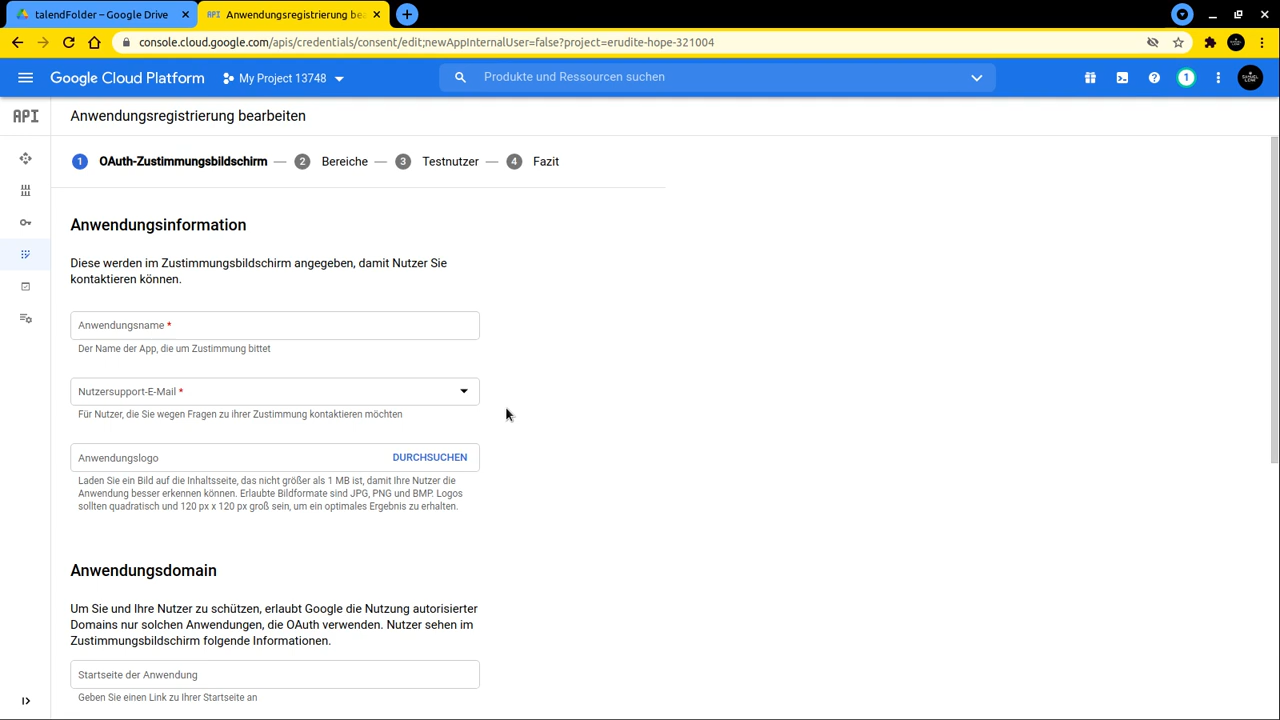 talendFolder – Google Drive
Anwendungsregistrierung be
console.cloud.google.com/apis/credentials/consent/edit;newAppInternalUser=false?project=erudite-hope-321004
Google Cloud Platform
My Project 13748
Produkte und Ressourcen suchen
1
API
Anwendungsregistrierung bearbeiten
1 OAuth-Zustimmungsbildschirm — 2 Bereiche — 3 Testnutzer — 4 Fazit
Anwendungsinformation
Diese werden im Zustimmungsbildschirm angegeben, damit Nutzer Sie
kontaktieren können.
Anwendungsname *
Der Name der App, die um Zustimmung bittet
Nutzersupport-E-Mail *
Für Nutzer, die Sie wegen Fragen zu ihrer Zustimmung kontaktieren möchten
Anwendungslogo
DURCHSUCHEN
Laden Sie ein Bild auf die Inhaltsseite, das nicht größer als 1 MB ist, damit Ihre Nutzer die
Anwendung besser erkennen können. Erlaubte Bildformate sind JPG, PNG und BMP. Logos
sollten quadratisch und 120 px x 120 px groß sein, um ein optimales Ergebnis zu erhalten.
Anwendungsdomain
Um Sie und Ihre Nutzer zu schützen, erlaubt Google die Nutzung autorisierter
Domains nur solchen Anwendungen, die OAuth verwenden. Nutzer sehen im
Zustimmungsbildschirm folgende Informationen.
Startseite der Anwendung
Geben Sie einen Link zu Ihrer Startseite an